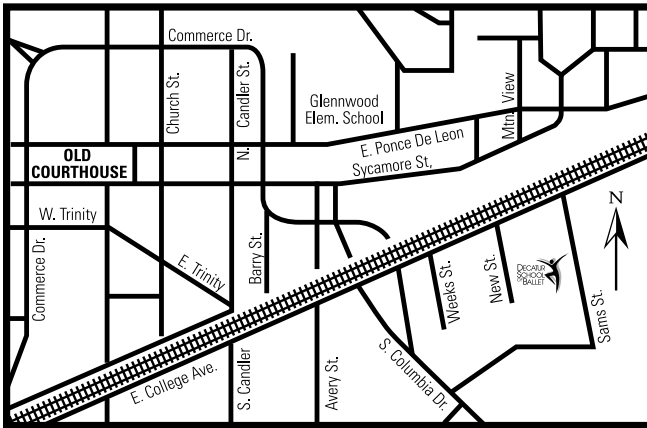 Commerce Dr.
Church St.
N. Candler St.
Glennwood
Elem. School
Mtn. View
E. Ponce De Leon
Sycamore St,
OLD
COURTHOUSE
W. Trinity
E. Trinity
Commerce Dr.
Barry St.
N
DECATUR
SCHOOL
OF BALLET
Weeks St.
New St.
Sams St.
E. College Ave.
S. Candler
Avery St.
S. Columbia Dr.